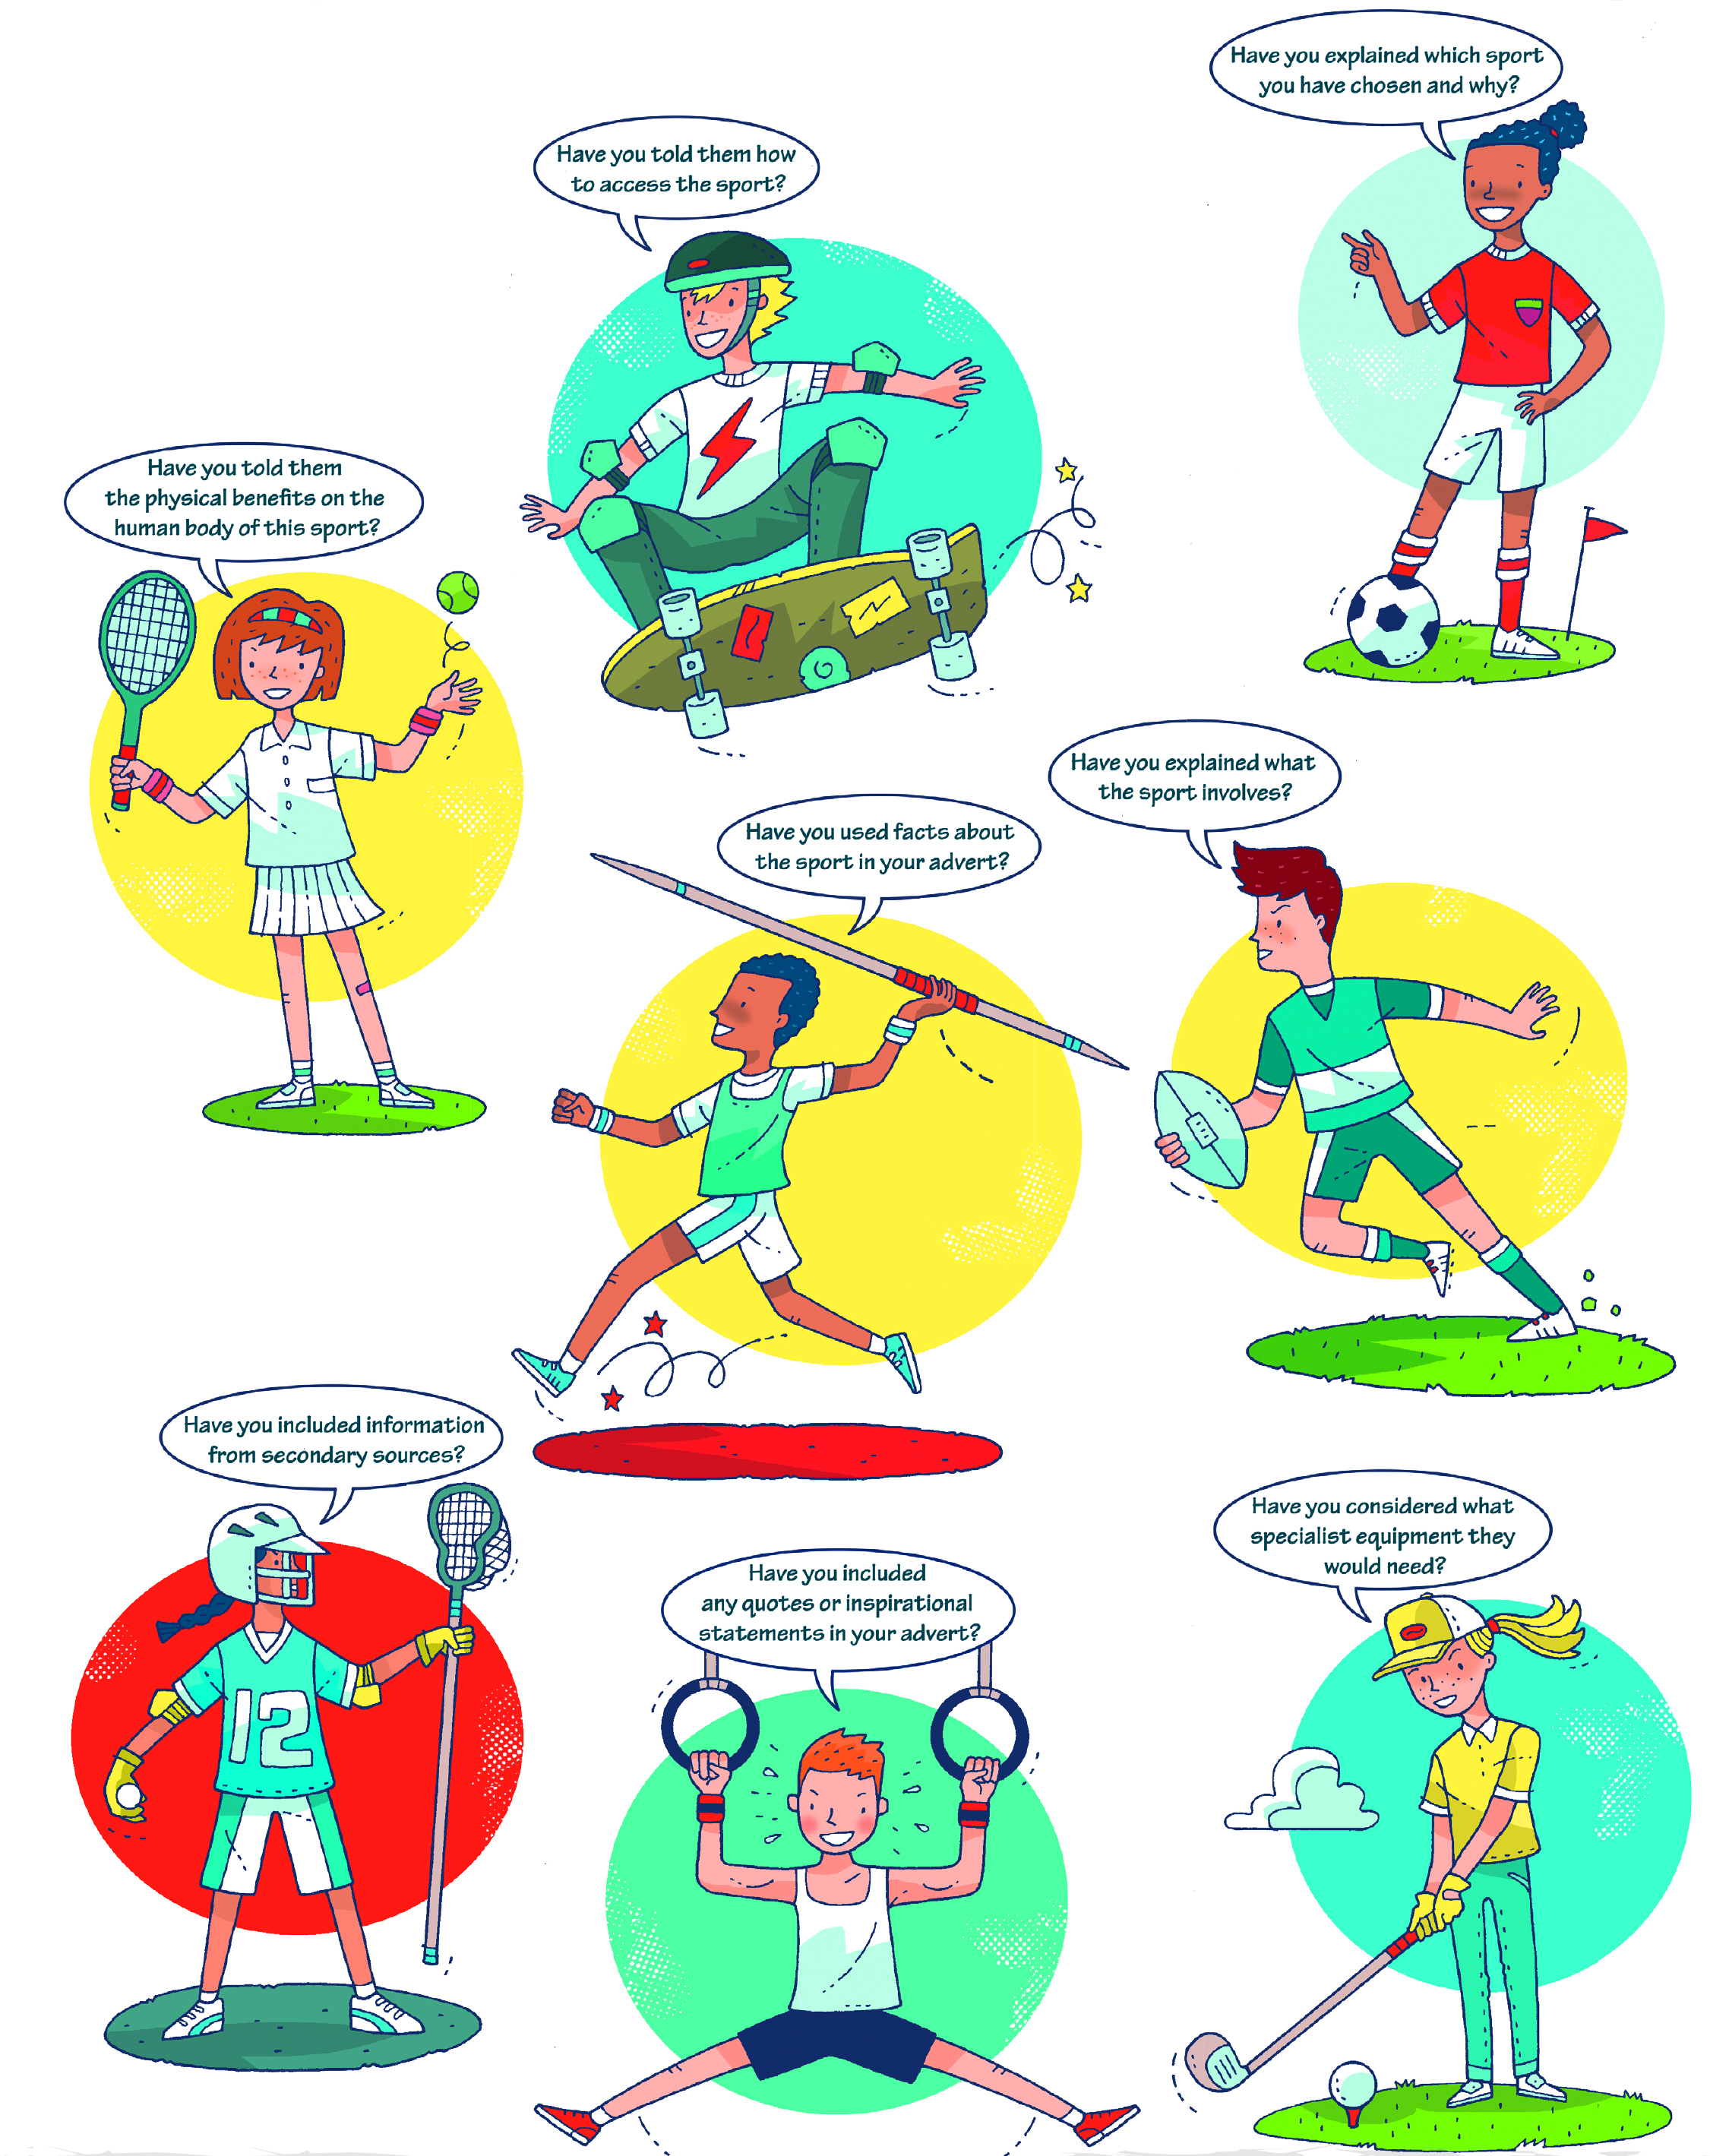 Have you explained which sport
you have chosen and why?
Have you told them how
to access the sport?
Have you told them
the physical benefits on the
human body of this sport?
Have you explained what
the sport involves?
Have you used facts about
the sport in your advert?
Have you included information
from secondary sources?
Have you considered what
specialist equipment they
would need?
Have you included
any quotes or inspirational
statements in your advert?
12